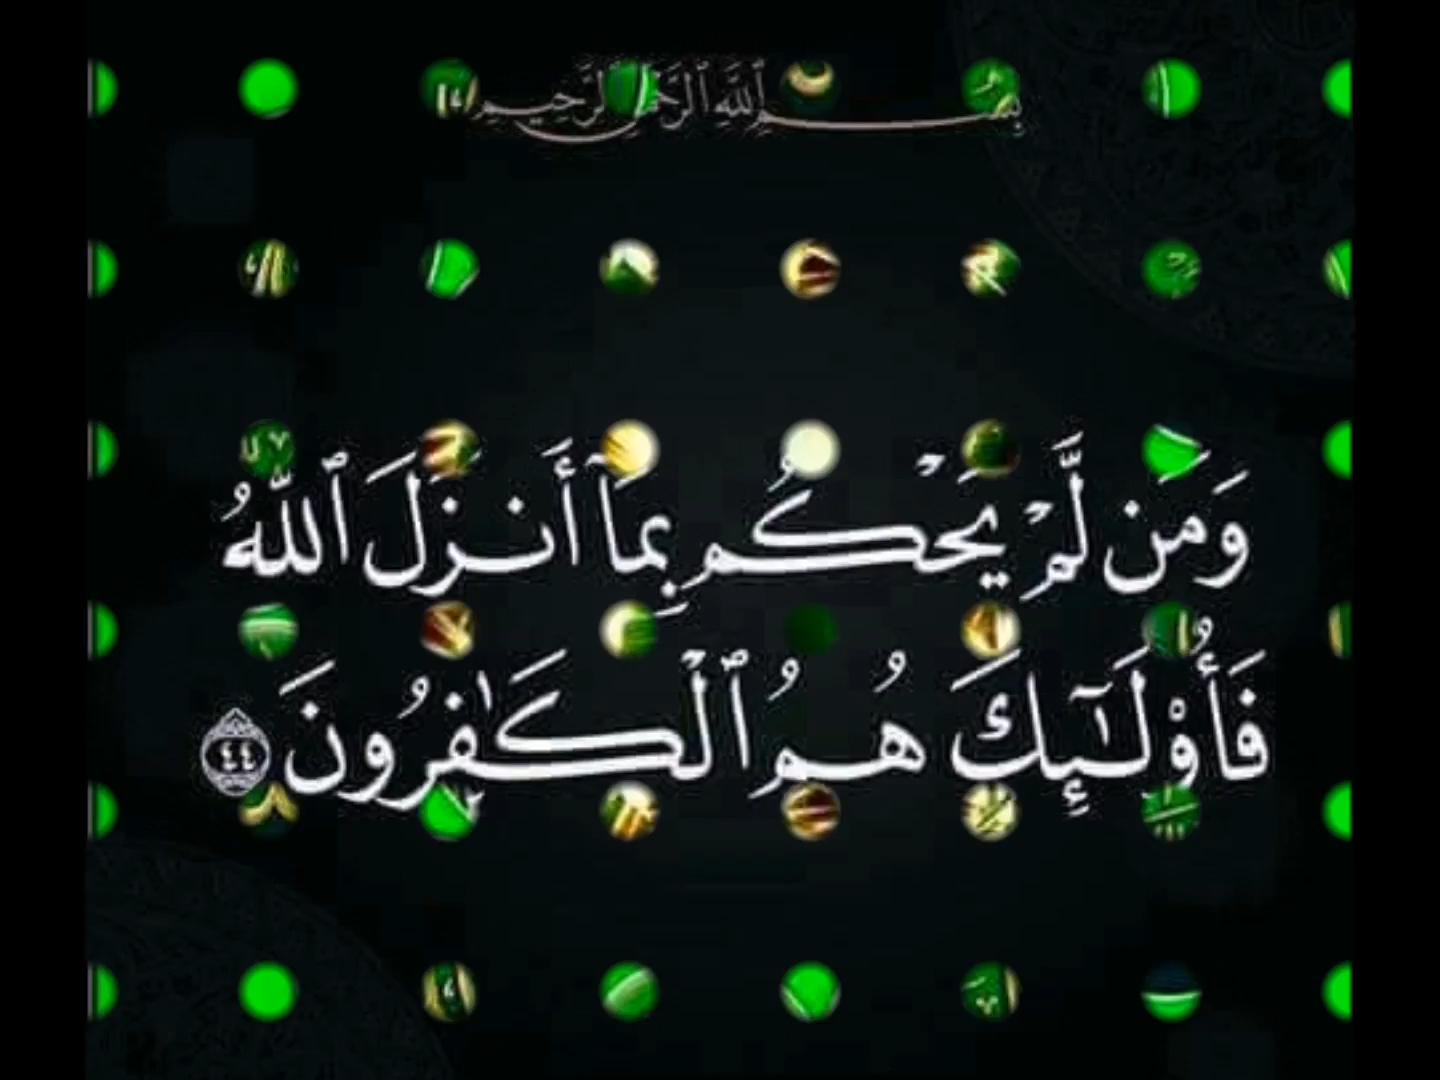 بِسْمِ ٱللَّهِ ٱلرَّحْمَٰنِ ٱلرَّحِيمِ
وَمَن لَّمْ يَحْكُم بِمَآ أَنزَلَ ٱللَّهُ
فَأُوْلَٰٓئِكَ هُمُ ٱلْكَٰفِرُونَ ٤٤